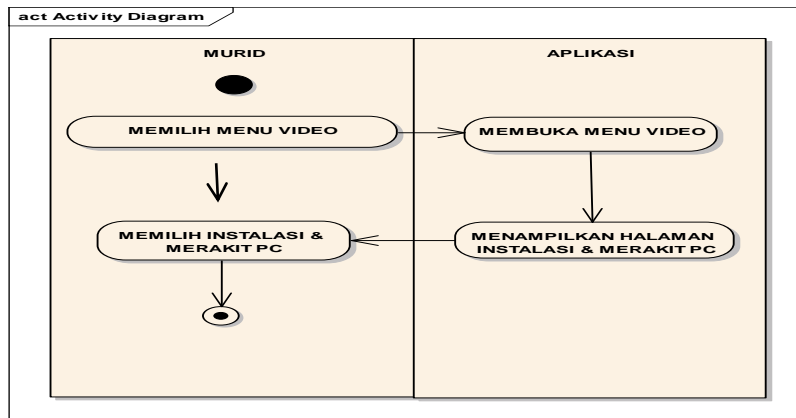 act Activity Diagram
MURID
APLIKASI
MEMILIH MENU VIDEO
MEMBUKA MENU VIDEO
MEMILIH INSTALASI &
MERAKIT PC
MENAMPILKAN HALAMAN
INSTALASI & MERAKIT PC